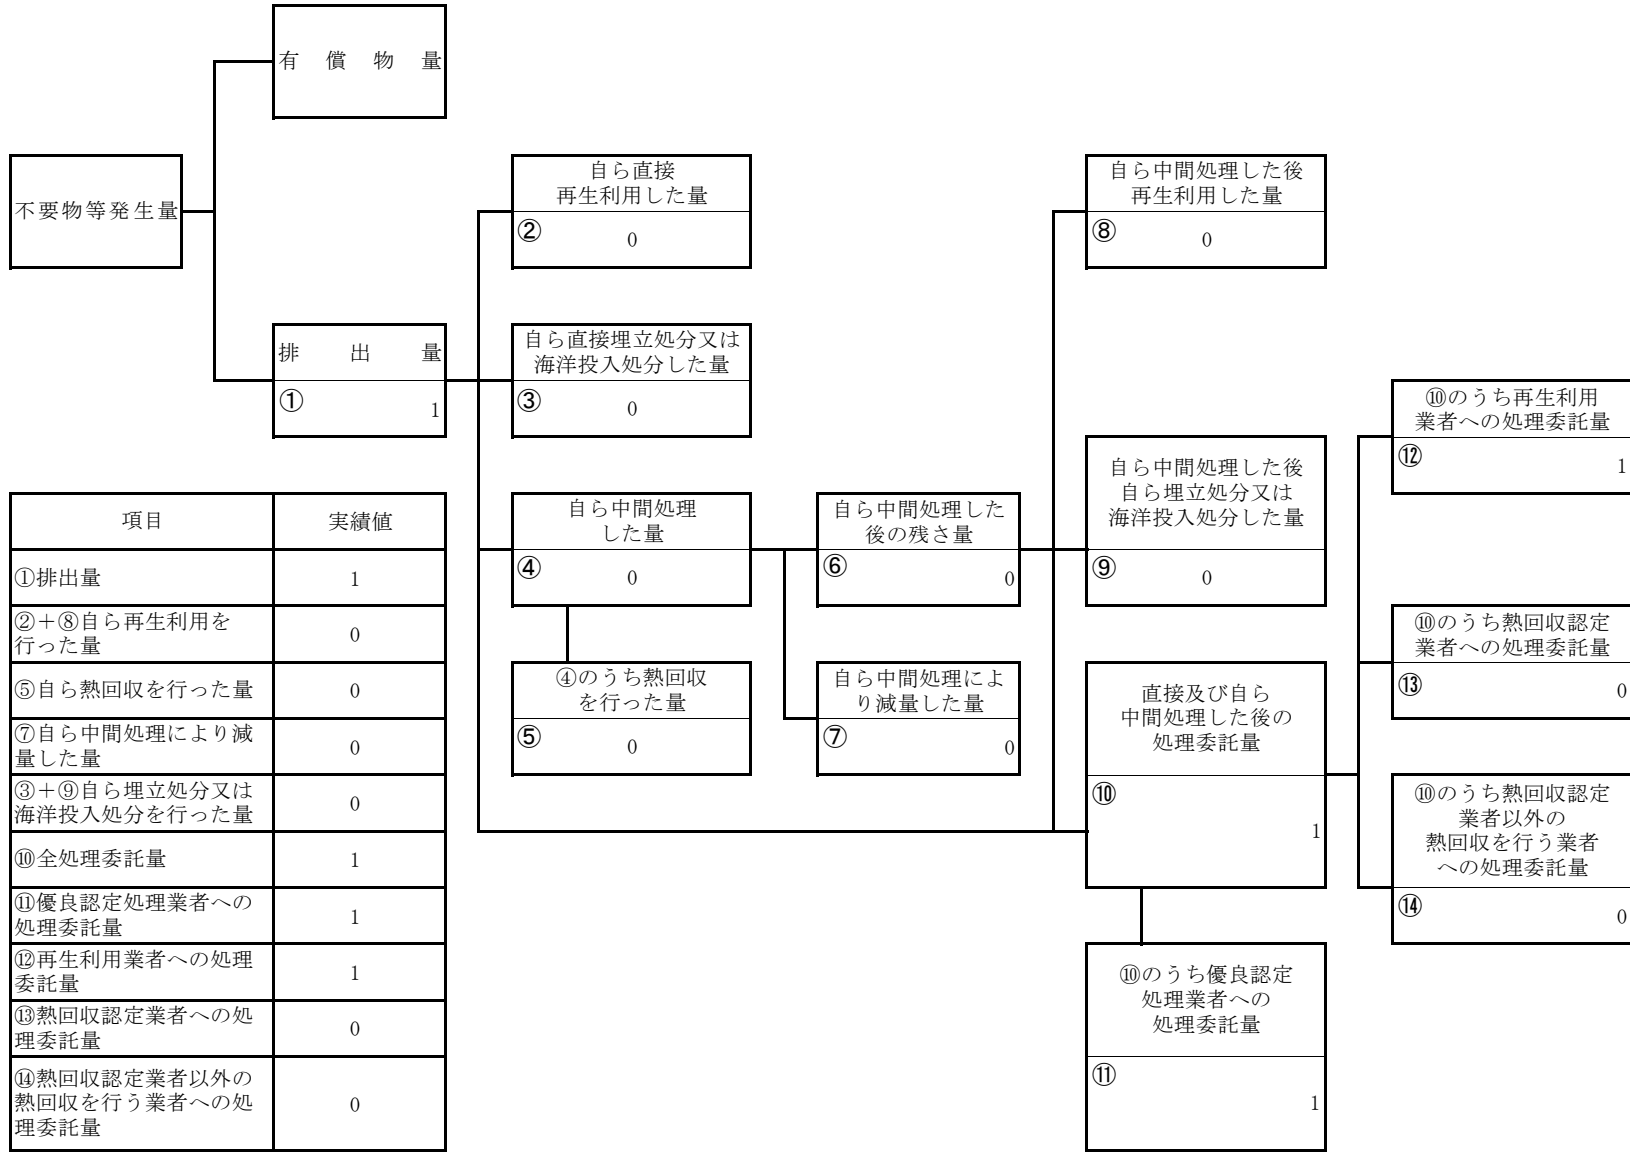 有償物量
不要物等発生量
排出量
①
1
自ら直接
再生利用した量
②
0
自ら直接埋立処分又は
海洋投入処分した量
③
0
自ら中間処理
した量
④
0
④のうち熱回収
を行った量
⑤
0
自ら中間処理した
後の残さ量
⑥
0
自ら中間処理によ
り減量した量
⑦
0
自ら中間処理した後
再生利用した量
⑧
0
自ら中間処理した後
自ら埋立処分又は
海洋投入処分した量
⑨
0
直接及び自ら
中間処理した後の
処理委託量
⑩
1
⑩のうち優良認定
処理業者への
処理委託量
⑪
1
⑩のうち再生利用
業者への処理委託量
⑫
1
⑩のうち熱回収認定
業者への処理委託量
⑬
0
⑩のうち熱回収認定
業者以外の
熱回収を行う業者
への処理委託量
⑭
0
項目 実績値
①排出量 1
②+⑧自ら再生利用を
行った量 0
⑤自ら熱回収を行った量 0
⑦自ら中間処理により減
量した量 0
③+⑨自ら埋立処分又は
海洋投入処分を行った量 0
⑩全処理委託量 1
⑪優良認定処理業者への
処理委託量 1
⑫再生利用業者への処理
委託量 1
⑬熱回収認定業者への処
理委託量 0
⑭熱回収認定業者以外の
熱回収を行う業者への処 0
理委託量